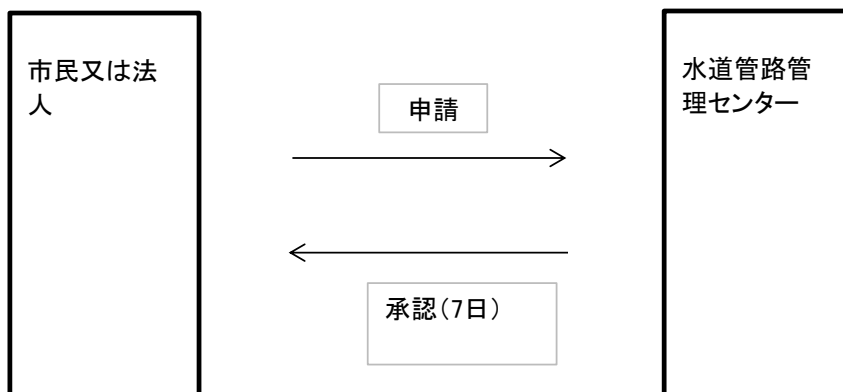 市民又は法
人
申請
水道管路管
理センター
承認(7日)